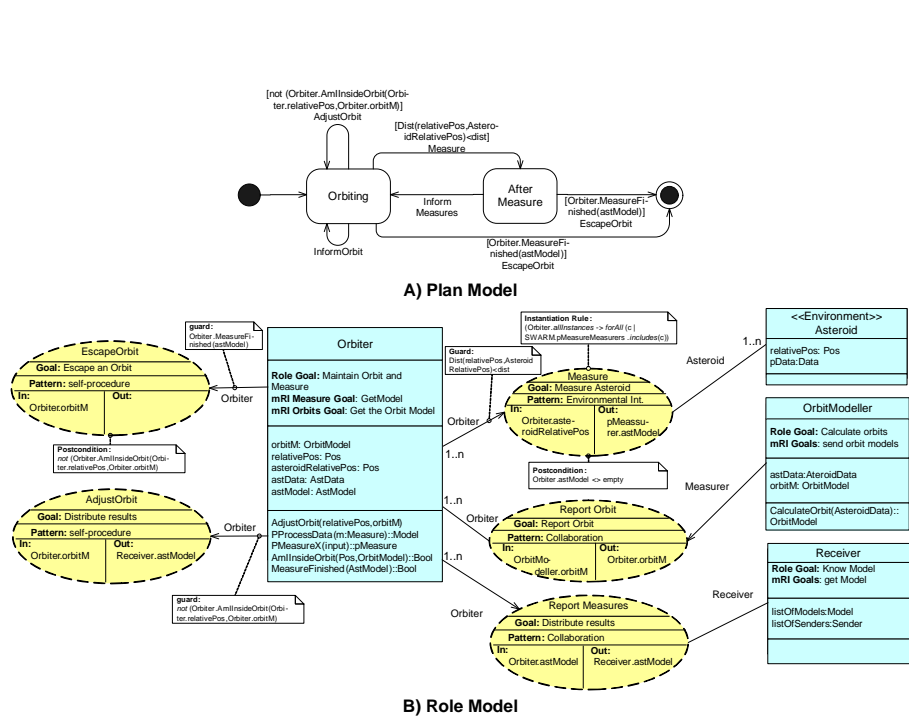 [not (Orbiter.AmIInsideOrbit(Orbi-
ter.relativePos,Orbiter.orbitM)]
AdjustOrbit
[Dist(relativePos,Astero-
idRelativePos)<dist]
Measure
Orbiting
After
Measure
Inform
Measures
[Orbiter.MeasureFi-
nished(astModel)]
EscapeOrbit
InformOrbit
[Orbiter.MeasureFi-
nished(astModel)]
EscapeOrbit
A) Plan Model
guard:
Orbiter.MeasureFi-
nished(astModel)
EscapeOrbit
Goal: Escape an Orbit
Pattern: self-procedure
In:
Orbiter.orbitM
Out:
Orbiter
Postcondition:
not (Orbiter.AmIInsideOrbit(Orbi-
ter.relativePos,Orbiter.orbitM)
AdjustOrbit
Goal: Distribute results
Pattern: self-procedure
In:
Orbiter.orbitM
Out:
Receiver.astModel
Orbiter
guard:
not (Orbiter.AmIInsideOrbit(Orbi-
ter.relativePos,Orbiter.orbitM)
Orbiter
Role Goal: Maintain Orbit and
Measure
mRI Measure Goal: GetModel
mRI Orbits Goal: Get the Orbit Model
orbitM: OrbitModel
relativePos: Pos
asteroidRelativePos: Pos
astData: AstData
astModel: AstModel
AdjustOrbit(relativePos,orbitM)
PProcessData(m:Measure)::Model
PMeasureX(input)::pMeasure
AmIInsideOrbit(Pos,OrbitModel)::Bool
MeasureFinished(AstModel)::Bool
Instantiation Rule:
(Orbiter.allInstances -> forAll (c |
SWARM.pMeasureMeasurers .includes(c))
Guard:
Dist(relativePos,Asteroid
RelativePos)<dist
Orbiter
1..n
Measure
Goal: Measure Asteroid
Pattern: Environmental Int.
In:
Orbiter.aste-
roidRelativePos
Out:
pMeassu-
rer.astModel
Postcondition:
Orbiter.astModel <> empty
Asteroid
1..n
<<Environment>>
Asteroid
relativePos: Pos
pData:Data
OrbitModeller
Role Goal: Calculate orbits
mRI Goals: send orbit models
astData:AteroidData
orbitM: OrbitModel
CalculateOrbit(AsteroidData)::
OrbitModel
Measurer
1..n
Orbiter
Report Orbit
Goal: Report Orbit
Pattern: Collaboration
In:
OrbitMo-
deller.orbitM
Out:
Orbiter.orbitM
1..n
Orbiter
Report Measures
Goal: Distribute results
Pattern: Collaboration
In:
Orbiter.astModel
Out:
Receiver.astModel
Receiver
Receiver
Role Goal: Know Model
mRI Goals: get Model
listOfModels:Model
listOfSenders:Sender
B) Role Model